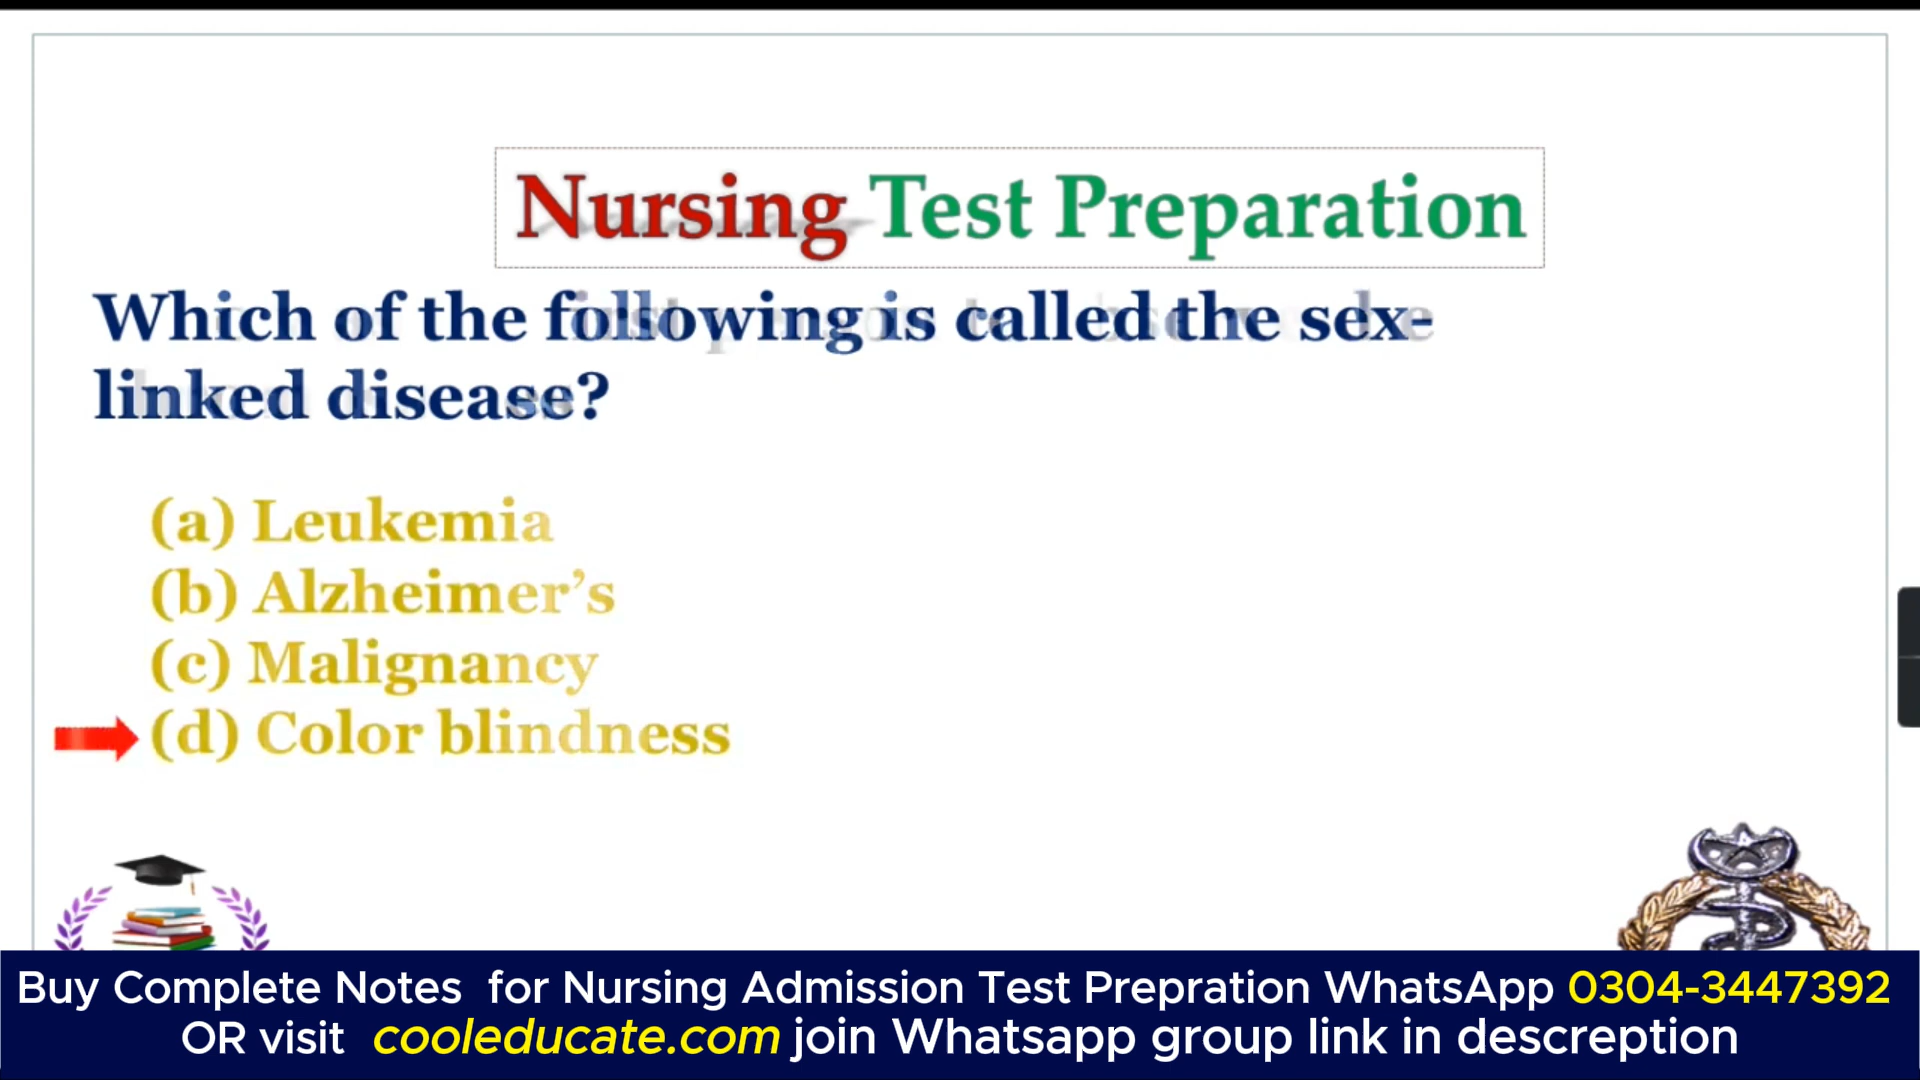 Nursing Test Preparation
Which of the following is called the sex-
linked disease?
(a) Leukemia
(b) Alzheimer’s
(c) Malignancy
(d) Color blindness
Buy Complete Notes for Nursing Admission Test Prepration WhatsApp 0304-3447392
OR visit cooleducate.com join Whatsapp group link in descreption